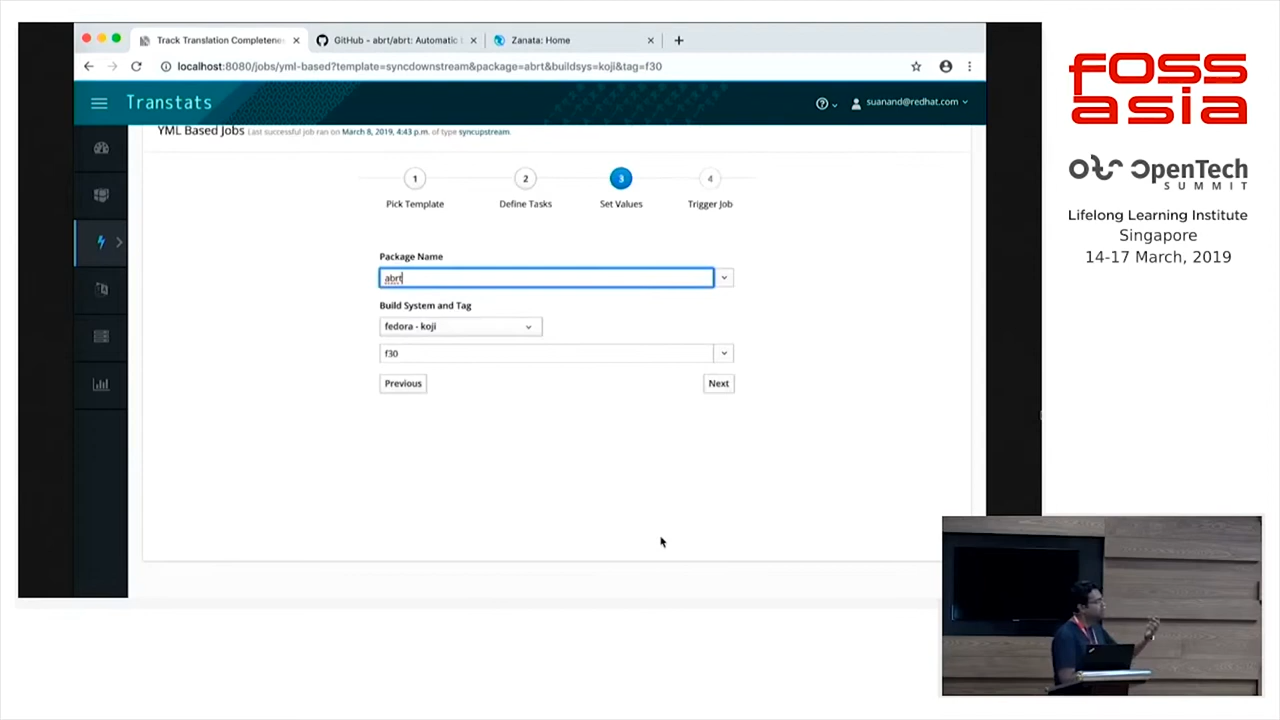 Track Translation Completene
GitHub - abrt/abrt: Automatic
Zanata: Home
localhost:8080/jobs/yml-based?template=syncdownstream&package=abrt&buildsys=koji&tag=f30
Transtats
suanand@redhat.com
YML Based Jobs Last successful job ran on March 8, 2019, 4:43 p.m. of type syncupstream.
1
2
3
4
Pick Template
Define Tasks
Set Values
Trigger Job
Package Name
abrt
Build System and Tag
fedora - koji
f30
Previous
Next
FOSS
asia
OpenTech
SUMMIT
Lifelong Learning Institute
Singapore
14-17 March, 2019